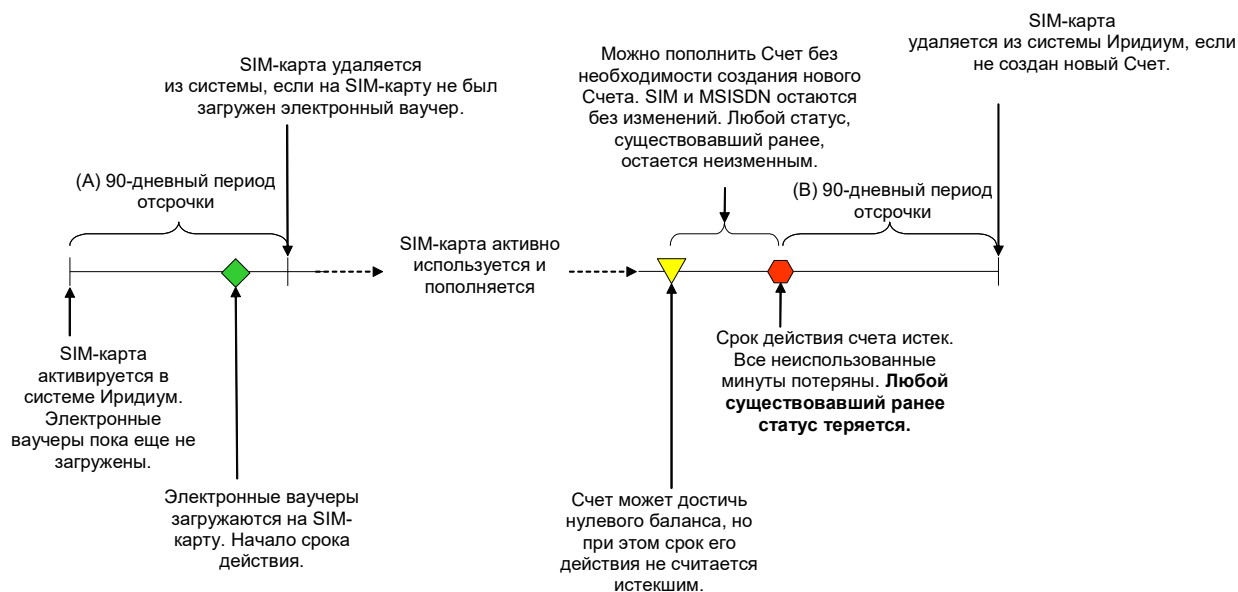 SIM-карта
удаляется из системы Иридиум, если
не создан новый Счет.
Можно пополнить Счет без
необходимости создания нового
Счета. SIM и MSISDN остаются
без изменений. Любой статус,
существовавший ранее,
остается неизменным.
SIM-карта удаляется
из системы, если на SIM-карту не был
загружен электронный ваучер.
(A) 90-дневный период
отсрочки
(B) 90-дневный период
отсрочки
SIM-карта активно
используется и
пополняется
SIM-карта
активируется в
системе Иридиум.
Электронные
ваучеры пока еще не
загружены.
Срок действия счета истек.
Все неиспользованные
минуты потеряны. Любой
существовавший ранее
статус теряется.
Электронные ваучеры
загружаются на SIM-
карту. Начало срока
действия.
Счет может достичь
нулевого баланса, но
при этом срок его
действия не считается
истекшим.